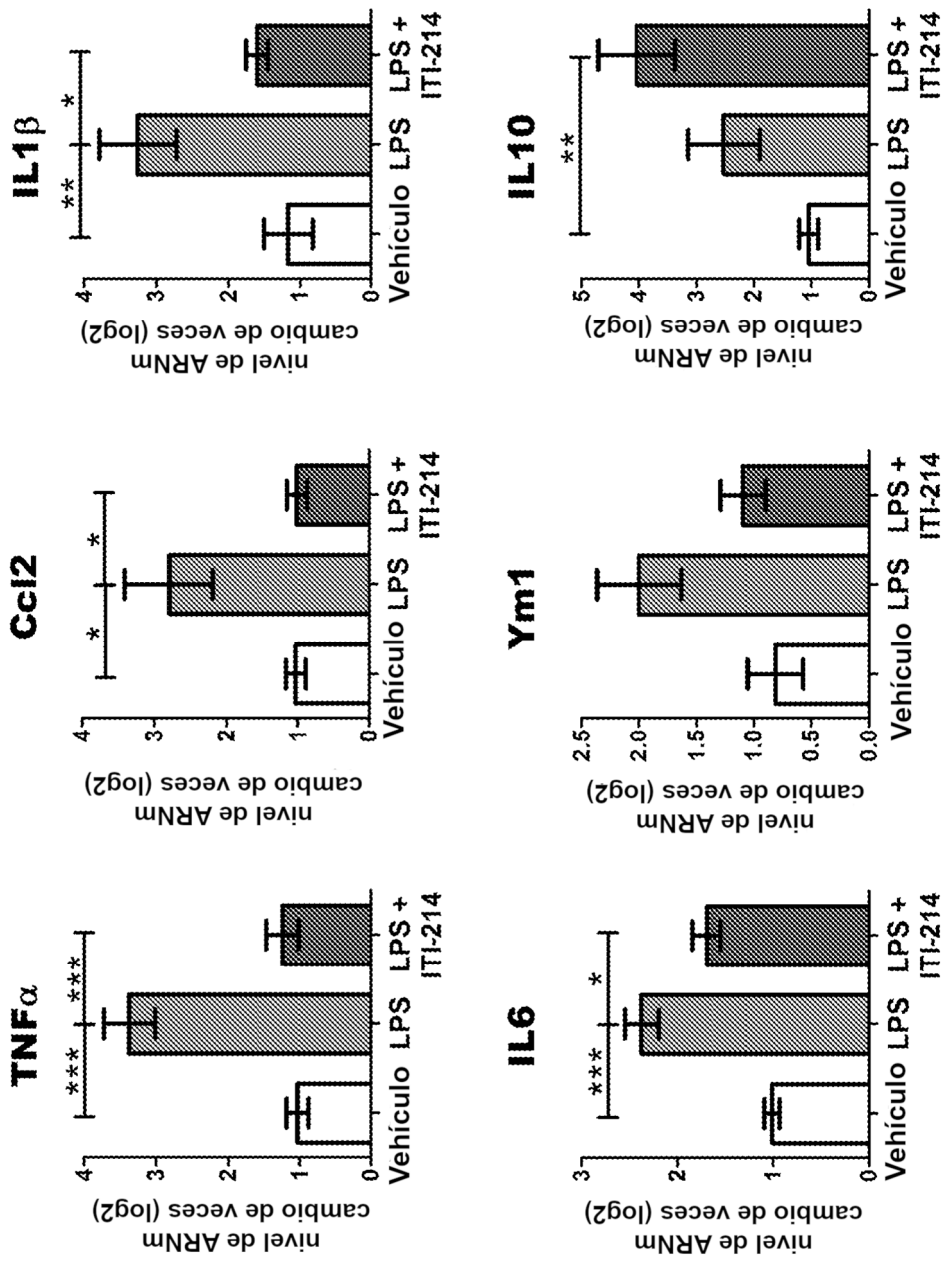 TNFα
nivel de ARNm
cambio de veces (log2)
4
3
2
1
0
*** ***
Vehículo LPS LPS +
ITI-214
Ccl2
nivel de ARNm
cambio de veces (log2)
4
3
2
1
0
* *
Vehículo LPS LPS +
ITI-214
IL1β
nivel de ARNm
cambio de veces (log2)
4
3
2
1
0
** *
Vehículo LPS LPS +
ITI-214
IL6
nivel de ARNm
cambio de veces (log2)
3
2
1
0
*** *
Vehículo LPS LPS +
ITI-214
Ym1
nivel de ARNm
cambio de veces (log2)
2.5
2.0
1.5
1.0
0.5
0.0
Vehículo LPS LPS +
ITI-214
IL10
nivel de ARNm
cambio de veces (log2)
5
4
3
2
1
0
**
Vehículo LPS LPS +
ITI-214